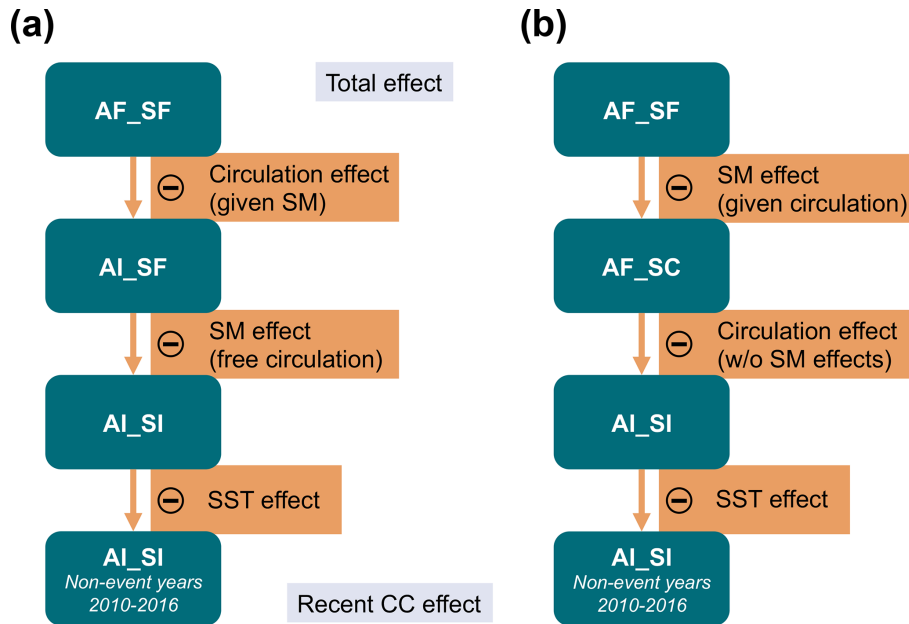 (a)
Total effect
AF_SF
Circulation effect
(given SM)
AI_SF
SM effect
(free circulation)
AI_SI
SST effect
AI_SI
Non-event years
2010-2016
Recent CC effect
(b)
AF_SF
SM effect
(given circulation)
AF_SC
Circulation effect
(w/o SM effects)
AI_SI
SST effect
AI_SI
Non-event years
2010-2016